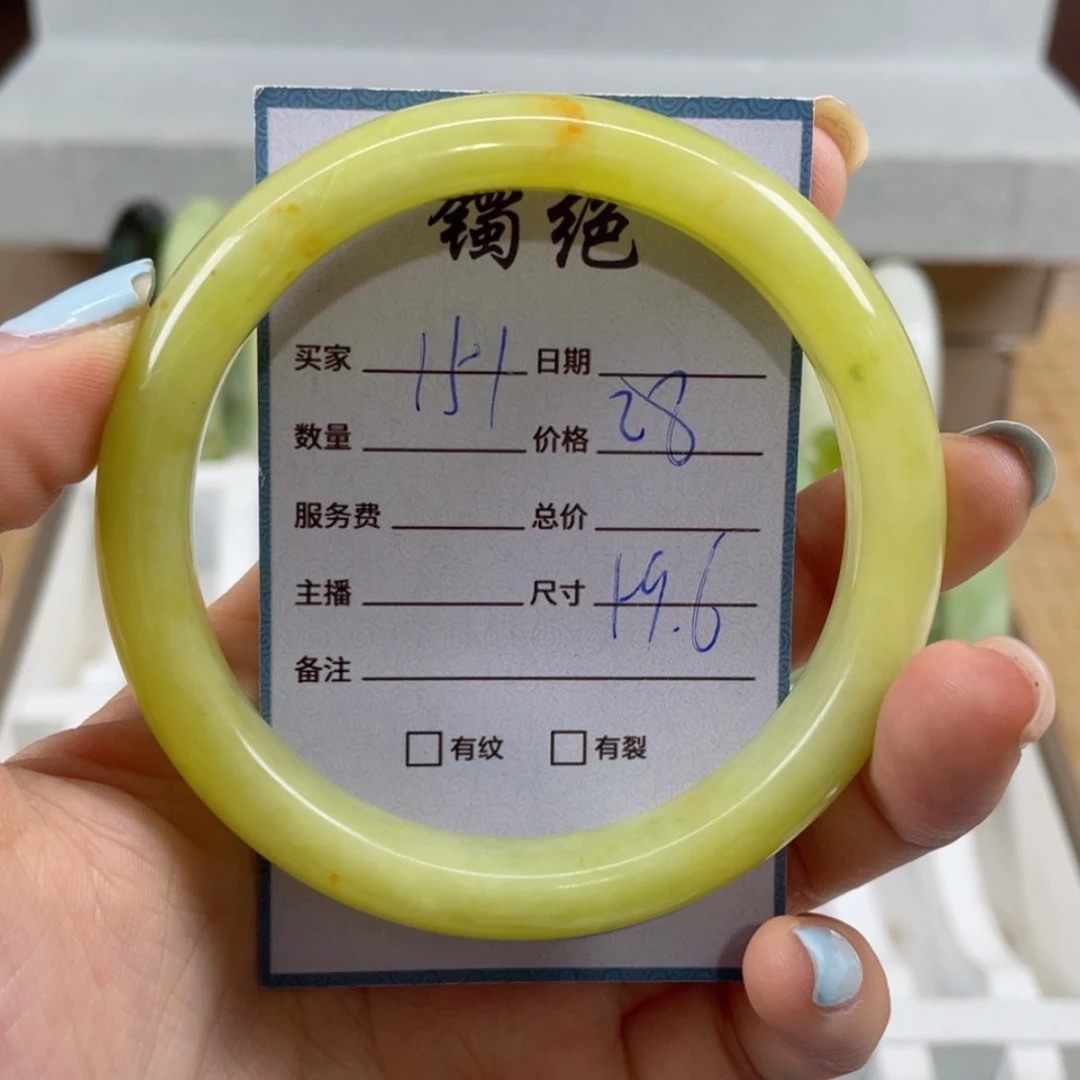 镯绝
买家 151 日期
数量 价格 28
服务费 总价
主播 尺寸 59.6
备注
□有纹 □有裂